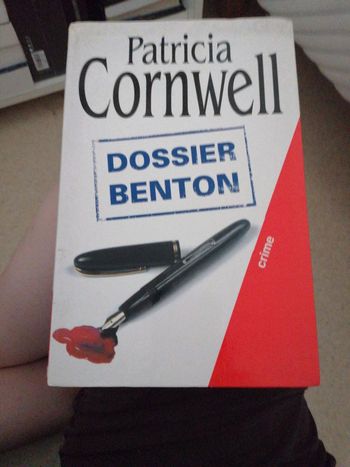 Patricia
Cornwell
DOSSIER
BENTON
crime